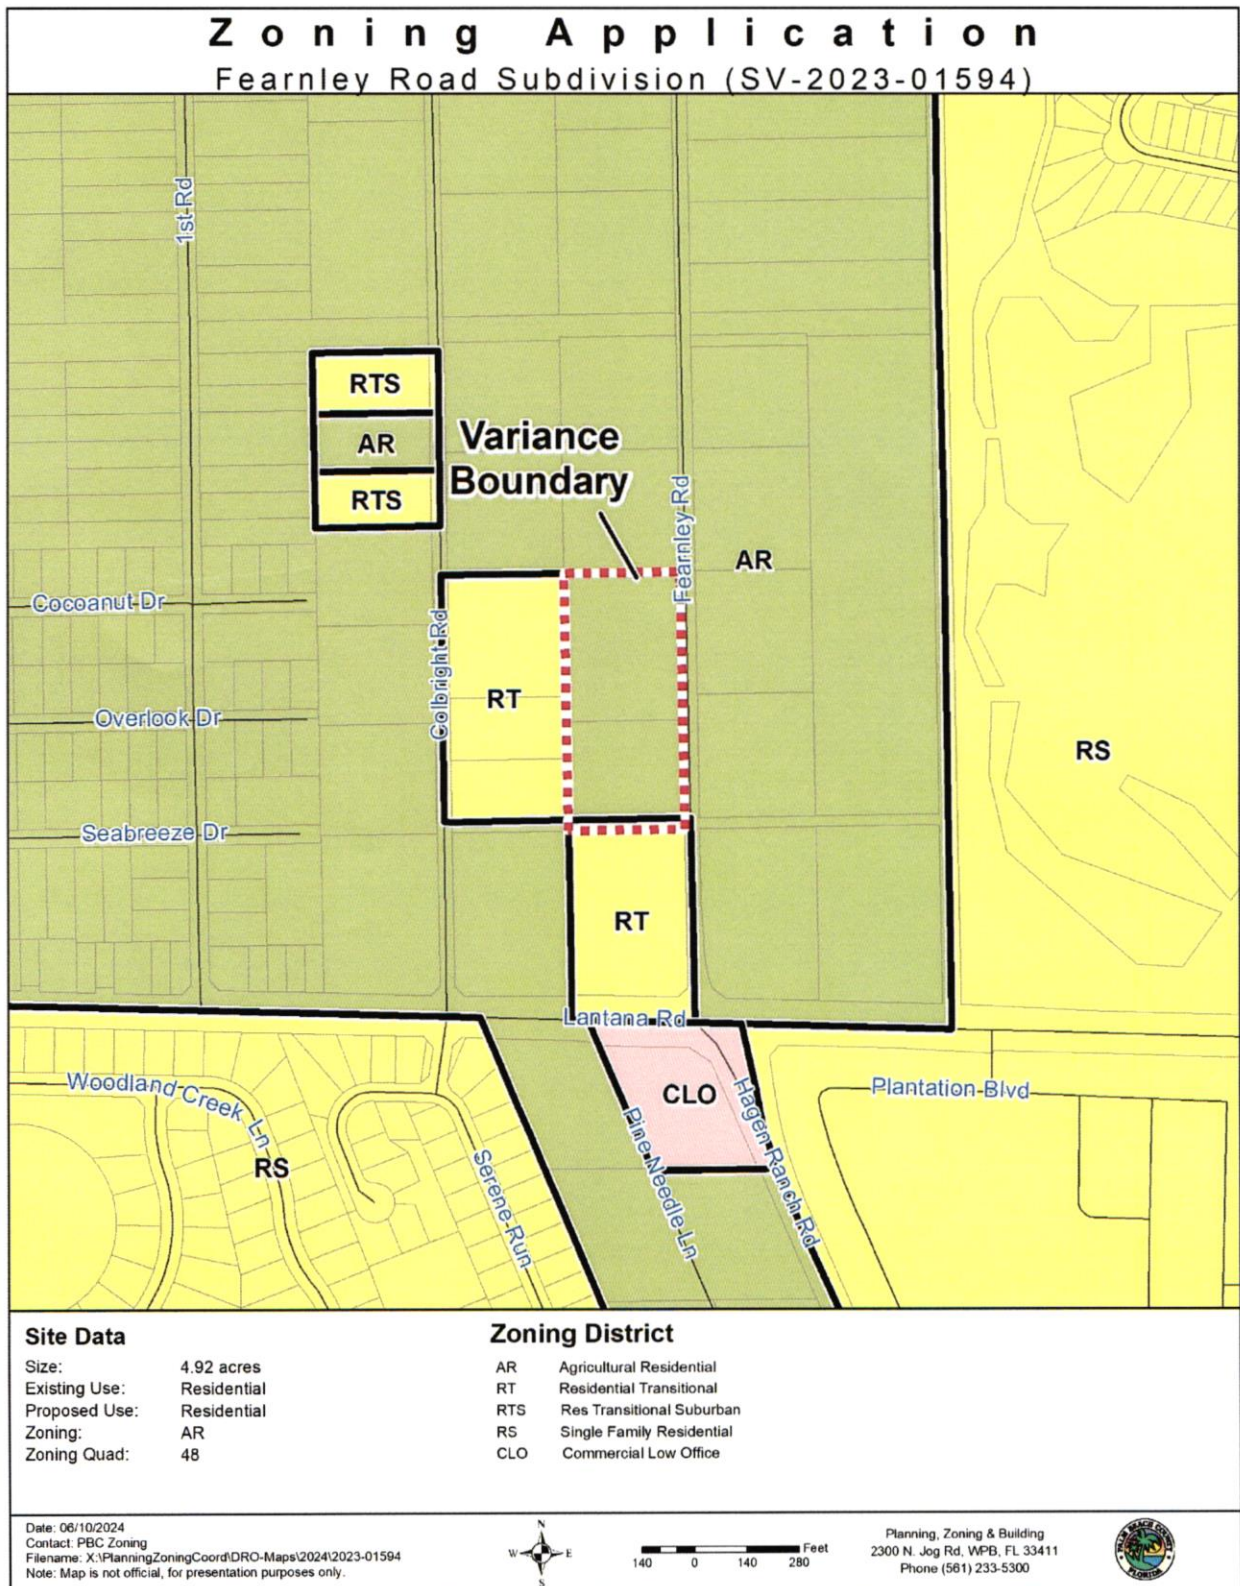 Zoning Application
Fearnley Road Subdivision (SV-2023-01594)
1st Rd
RTS
AR
RTS
Variance
Boundary
Fearnley Rd
AR
Cocoanut Dr
Colbright Rd
RT
Overlook Dr
RS
Seabreeze Dr
RT
Lantana Rd
Woodland Creek Ln
CLO
Hagen Ranch Rd
Plantation Blvd
Pine Needle Ln
RS
Serene Run
Site Data
Size: 4.92 acres
Existing Use: Residential
Proposed Use: Residential
Zoning: AR
Zoning Quad: 48
Zoning District
AR Agricultural Residential
RT Residential Transitional
RTS Res Transitional Suburban
RS Single Family Residential
CLO Commercial Low Office
Date: 06/10/2024
Contact: PBC Zoning
Filename: X:\PlanningZoningCoord\DRO-Maps\2024\2023-01594
Note: Map is not official, for presentation purposes only.
N
W E
S
Feet
140 0 140 280
Planning, Zoning & Building
2300 N. Jog Rd, WPB, FL 33411
Phone (561) 233-5300
PALM BEACH COUNTY
FLORIDA